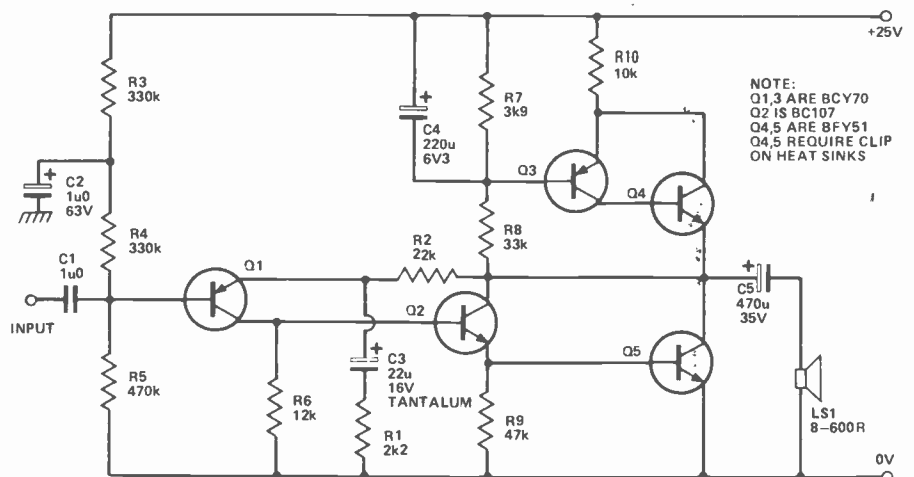 +25V
R3
330k
C2
1u0
63V
R4
330k
C1
1u0
INPUT
R5
470k
Q1
R6
12k
R2
22k
C3
22u
16V
TANTALUM
R1
2k2
C4
220u
6V3
R7
3k9
R8
33k
Q2
R9
47k
Q3
R10
10k
Q4
Q5
C5
470u
35V
LS1
8-600R
0V
NOTE:
Q1,3 ARE BCY70
Q2 IS BC107
Q4,5 ARE BFY51
Q4,5 REQUIRE CLIP
ON HEAT SINKS